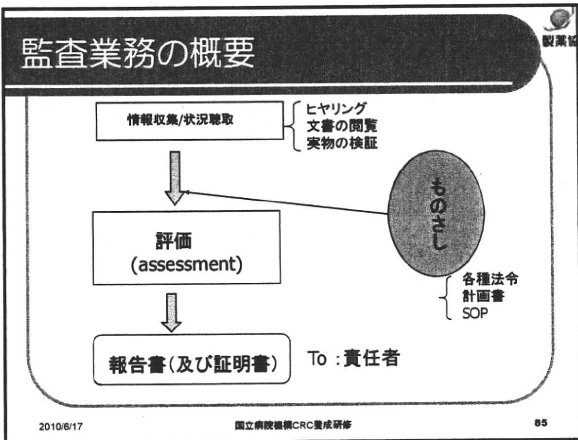 監査業務の概要
製薬協
情報収集/状況聴取
ヒヤリング
文書の閲覧
実物の検証
ものさし
評価
(assessment)
各種法令
計画書
SOP
報告書(及び証明書)
To:責任者
2010/6/17
国立病院機構CRC養成研修
85